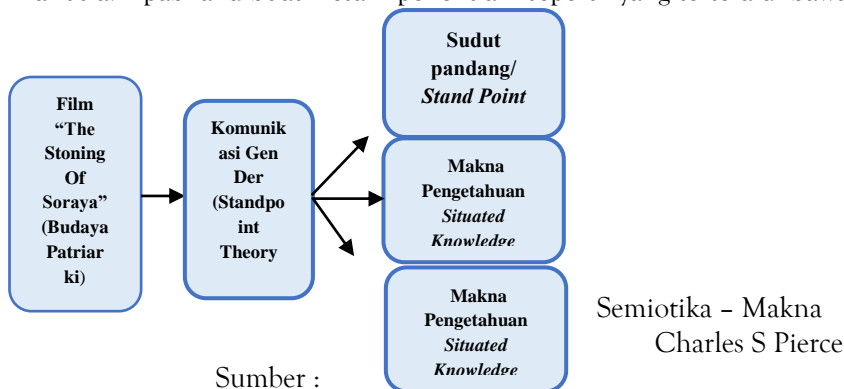 Film
“The
Stoning
Of
Soraya”
(Budaya
Patriar
ki)
Komunik
asi Gen
Der
(Standpo
int
Theory
Sudut
pandang/
Stand Point
Makna
Pengetahuan
Situated
Knowledge
Makna
Pengetahuan
Situated
Knowledge
Semiotika – Makna
Charles S Pierce
Sumber :